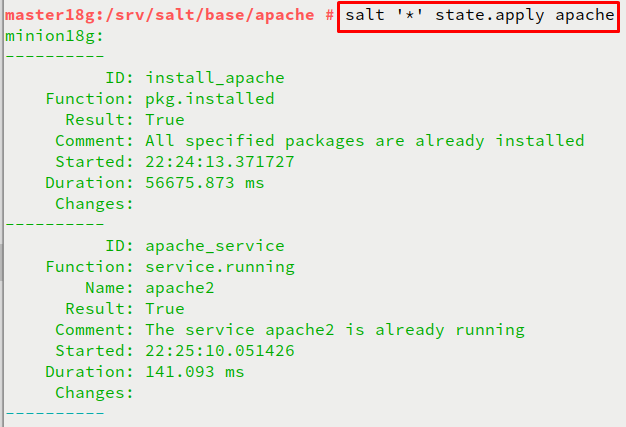 master18g:/srv/salt/base/apache # salt '*' state.apply apache
minion18g:
----------
          ID: install_apache
    Function: pkg.installed
      Result: True
     Comment: All specified packages are already installed
     Started: 22:24:13.371727
    Duration: 56675.873 ms
     Changes:
----------
          ID: apache_service
    Function: service.running
        Name: apache2
      Result: True
     Comment: The service apache2 is already running
     Started: 22:25:10.051426
    Duration: 141.093 ms
     Changes:
----------